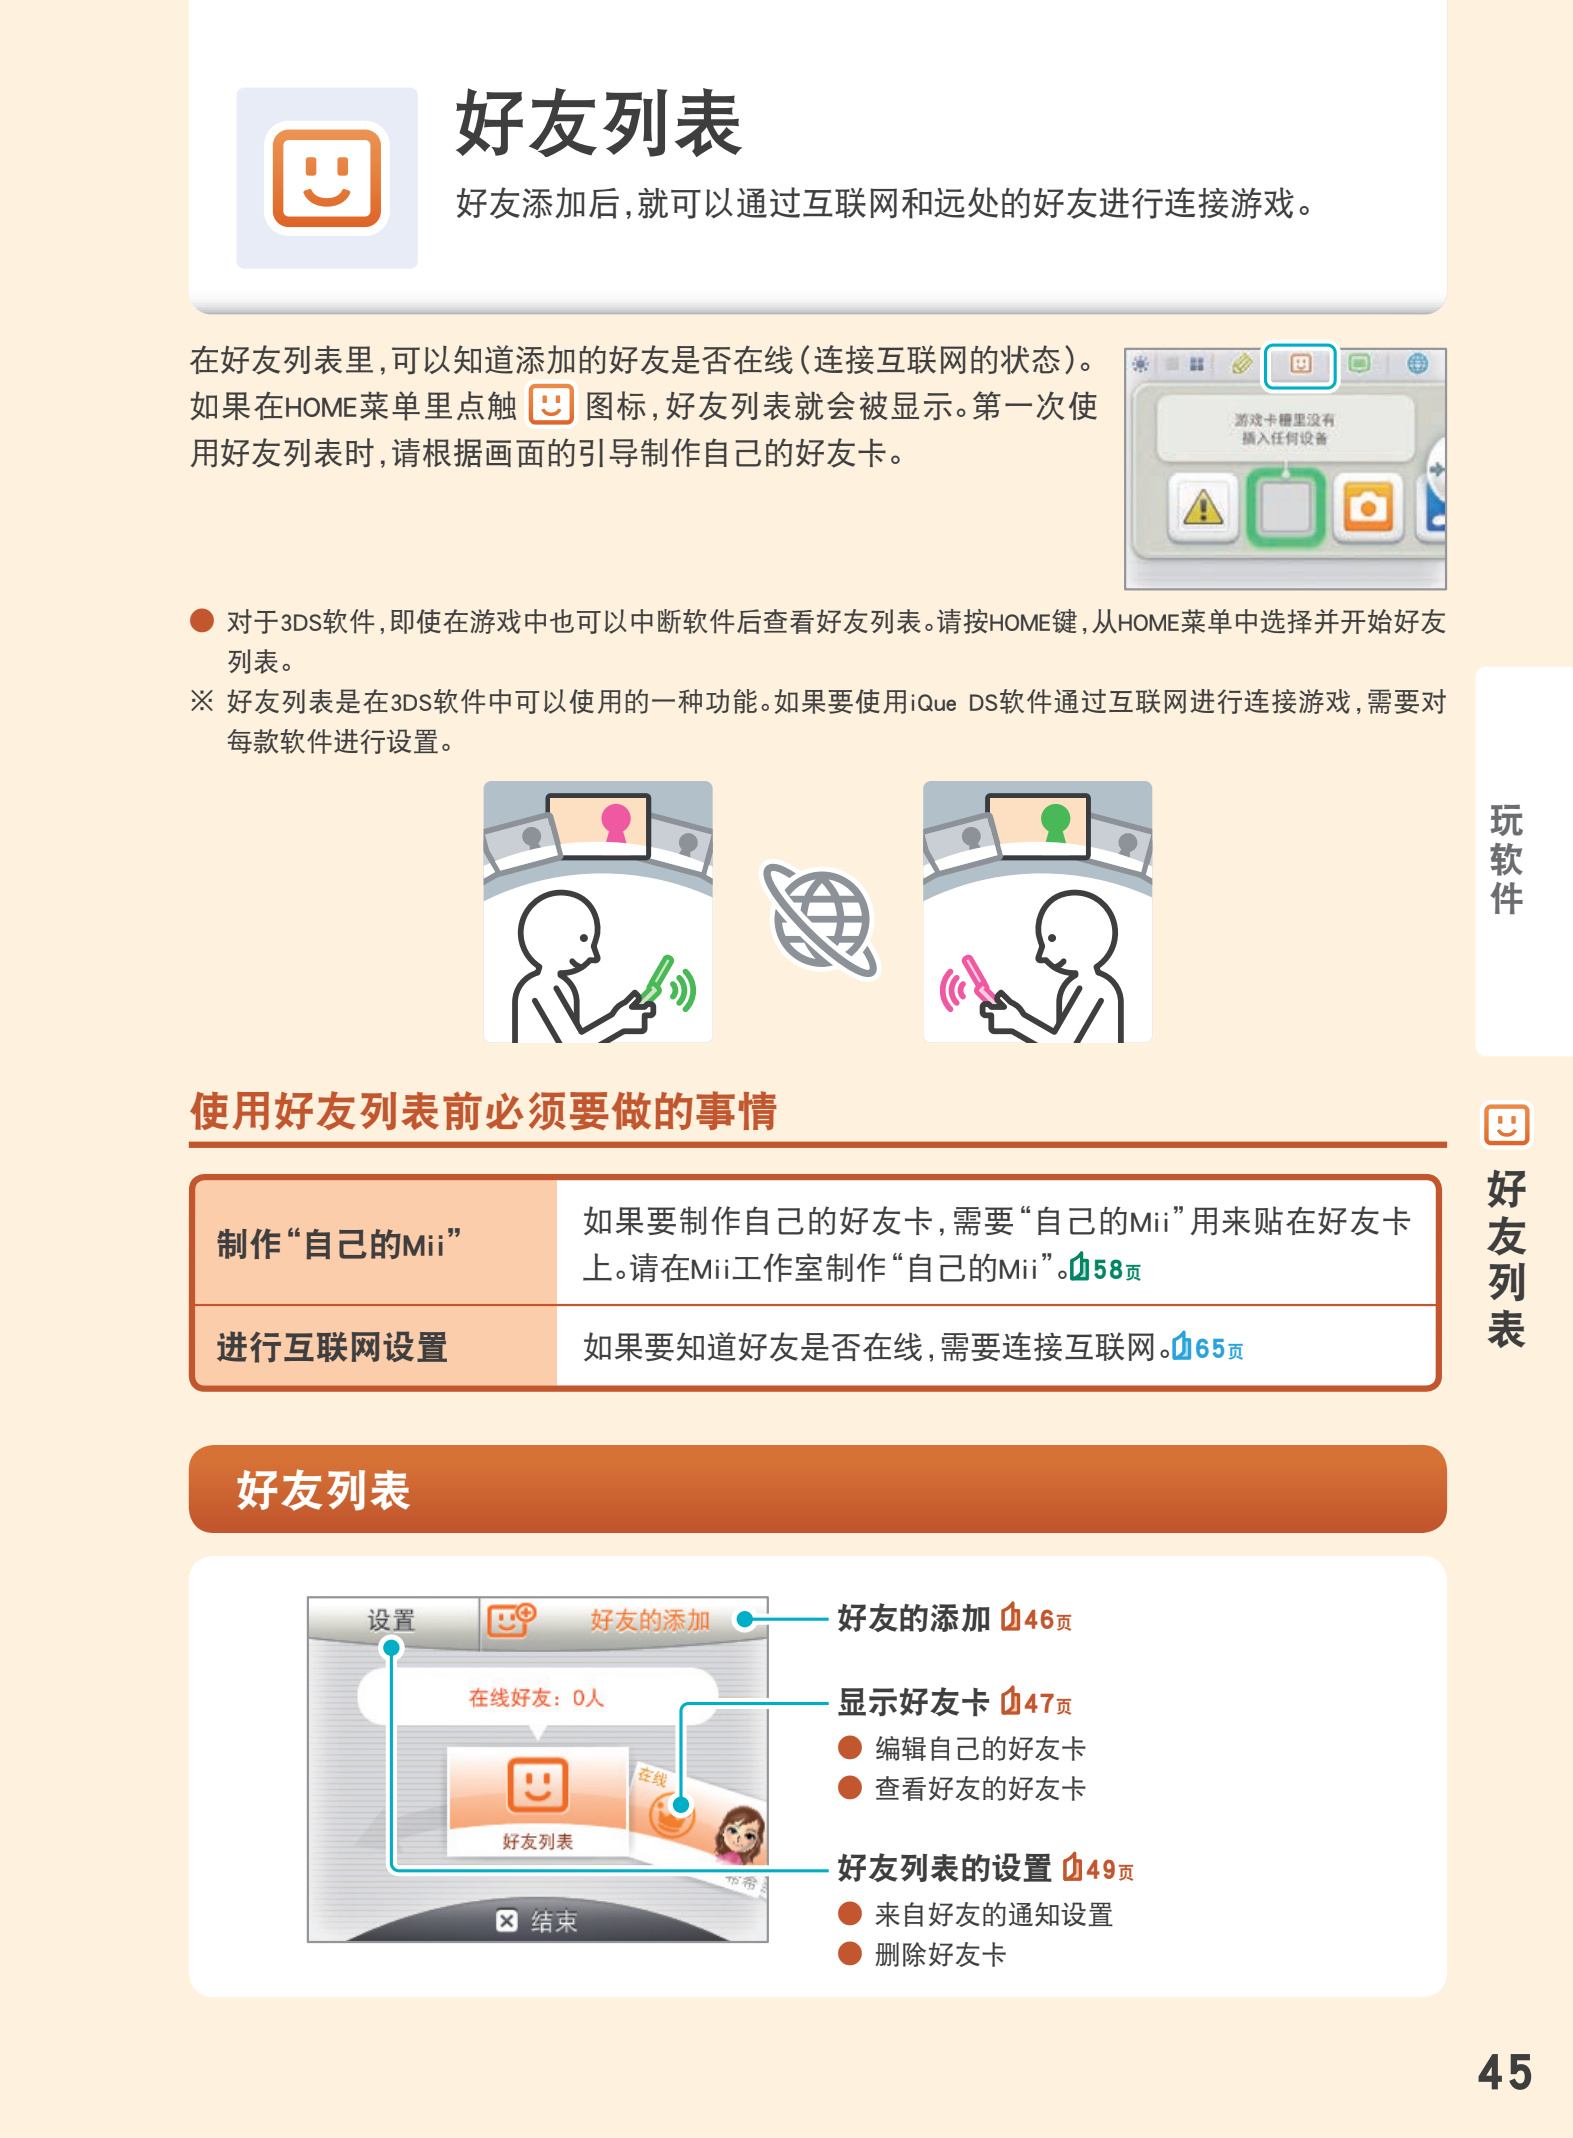 好友列表
好友添加后,就可以通过互联网和远处的好友进行连接游戏。
在好友列表里,可以知道添加的好友是否在线(连接互联网的状态)。
如果在HOME菜单里点触 图标,好友列表就会被显示。第一次使
用好友列表时,请根据画面的引导制作自己的好友卡。
游戏卡槽里没有
插入任何设备
● 对于3DS软件,即使在游戏中也可以中断软件后查看好友列表。请按HOME键,从HOME菜单中选择并开始好友
列表。
※ 好友列表是在3DS软件中可以使用的一种功能。如果要使用iQue DS软件通过互联网进行连接游戏,需要对
每款软件进行设置。
玩软件
好友列表
使用好友列表前必须要做的事情
制作“自己的Mii”
如果要制作自己的好友卡,需要“自己的Mii”用来贴在好友卡
上。请在Mii工作室制作“自己的Mii”。58页
进行互联网设置
如果要知道好友是否在线,需要连接互联网。65页
好友列表
设置
好友的添加
在线好友: 0人
在线
好友列表
结束
好友的添加 46页
显示好友卡 47页
● 编辑自己的好友卡
● 查看好友的好友卡
好友列表的设置 49页
● 来自好友的通知设置
● 删除好友卡
45